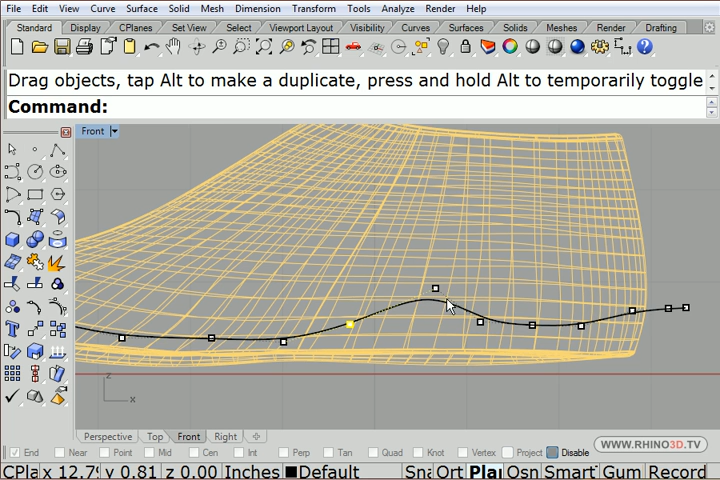 File Edit View Curve Surface Solid Mesh Dimension Transform Tools Analyze Render Panels Help
Standard Display CPlanes Set View Select Viewport Layout Visibility Curves Surfaces Solids Meshes Render Drafting
Drag objects, tap Alt to make a duplicate, press and hold Alt to temporarily toggle
Command:
Front
z
x
Perspective Top Front Right
End Near Point Mid Cen Int Perp Tan Quad Knot Vertex Project Disable
WWW.RHINO3D.TV
CPla x 12.79 y 0.81 z 0.00 Inches Default Sna Ort Plan Osn SmartT Gum Record